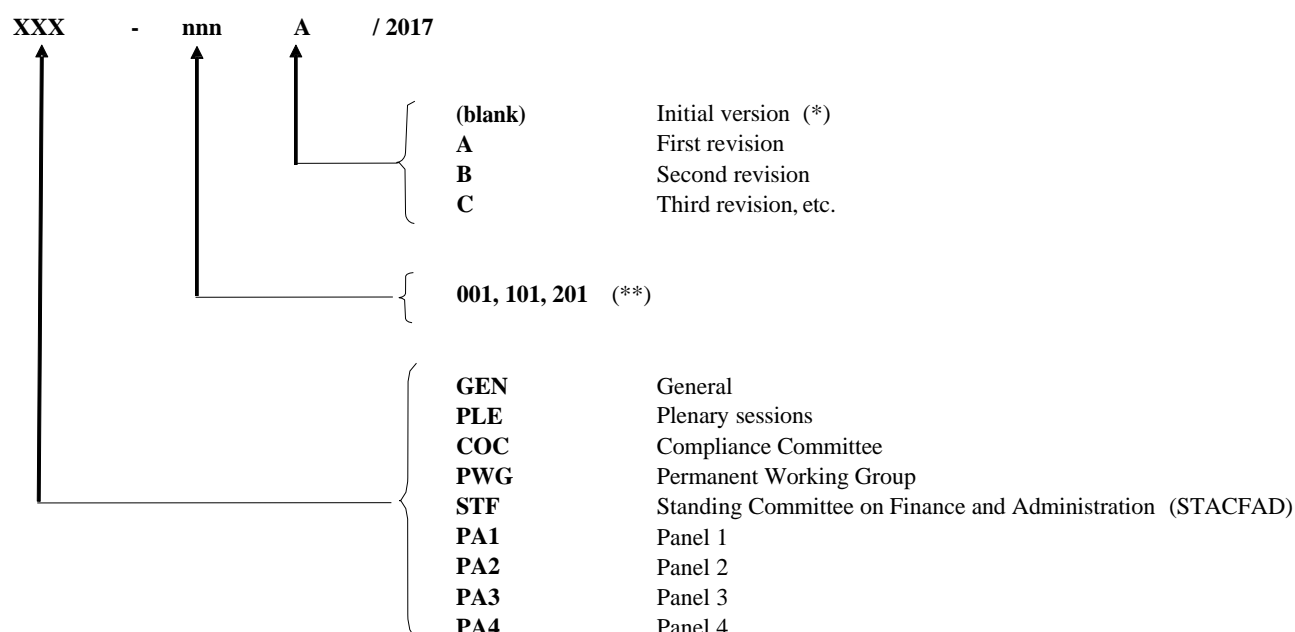 XXX - nnn A / 2017
(blank) Initial version (*)
A First revision
B Second revision
C Third revision, etc.
001, 101, 201 (**)
GEN General
PLE Plenary sessions
COC Compliance Committee
PWG Permanent Working Group
STF Standing Committee on Finance and Administration (STACFAD)
PA1 Panel 1
PA2 Panel 2
PA3 Panel 3
PA4 Panel 4